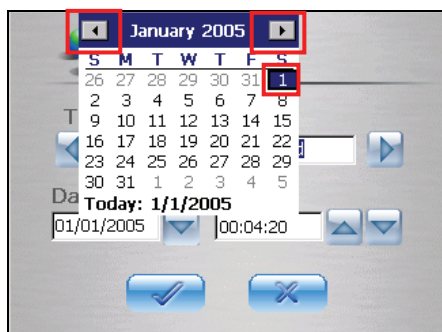 January 2005
S M T W T F S
26 27 28 29 30 31 1
2 3 4 5 6 7 8
9 10 11 12 13 14 15
16 17 18 19 20 21 22
23 24 25 26 27 28 29
30 31 1 2 3 4 5
Today: 1/1/2005
01/01/2005 00:04:20